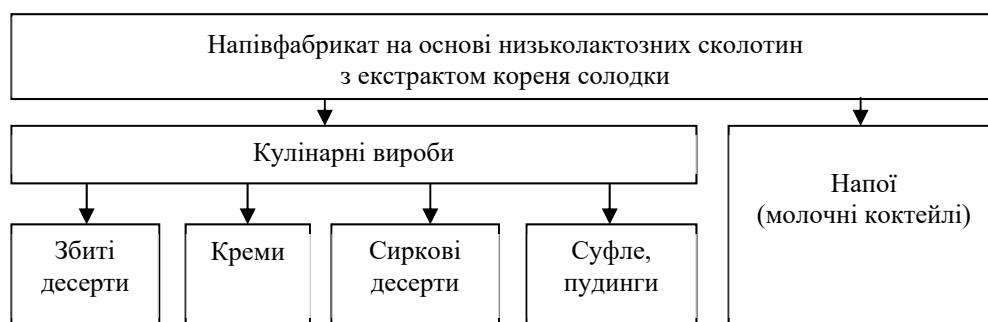 Напівфабрикат на основі низьколактозних сколотин
з екстрактом кореня солодки
Кулінарні вироби
Напої
(молочні коктейлі)
Збиті
десерти
Креми
Сиркові
десерти
Суфле,
пудинги